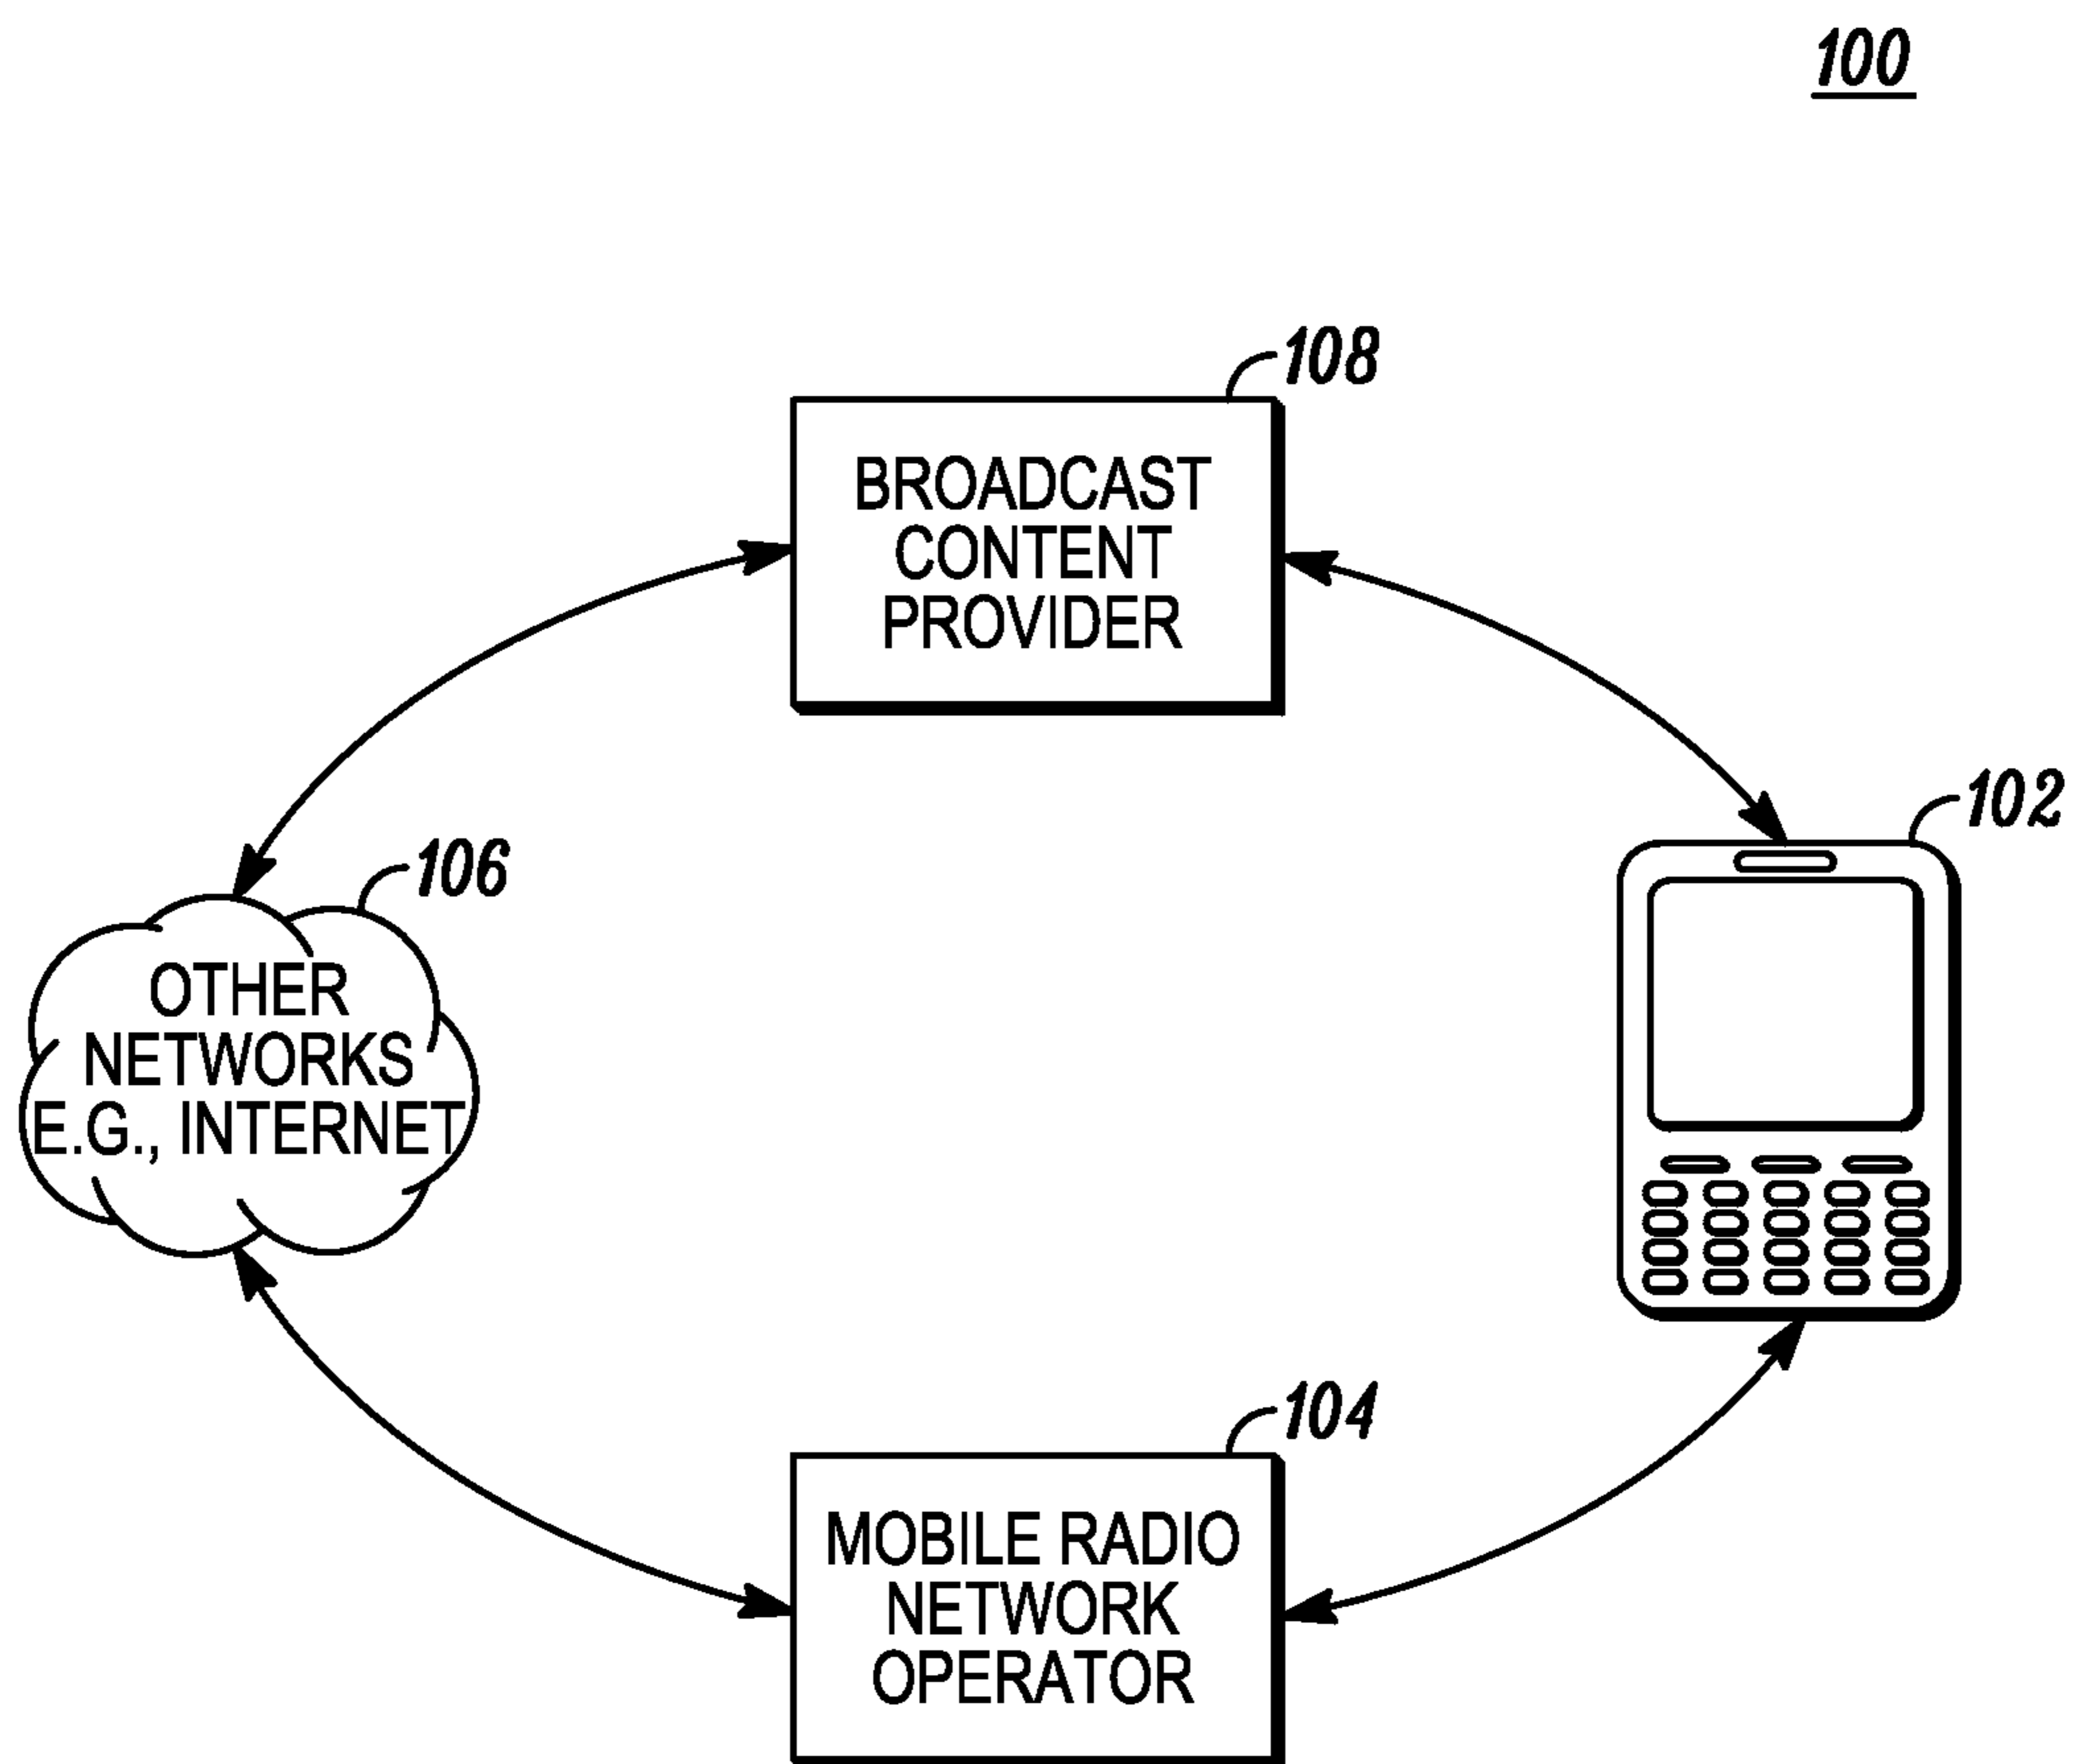 100
108
BROADCAST
CONTENT
PROVIDER
102
106
OTHER
NETWORKS
E.G., INTERNET
104
MOBILE RADIO
NETWORK
OPERATOR